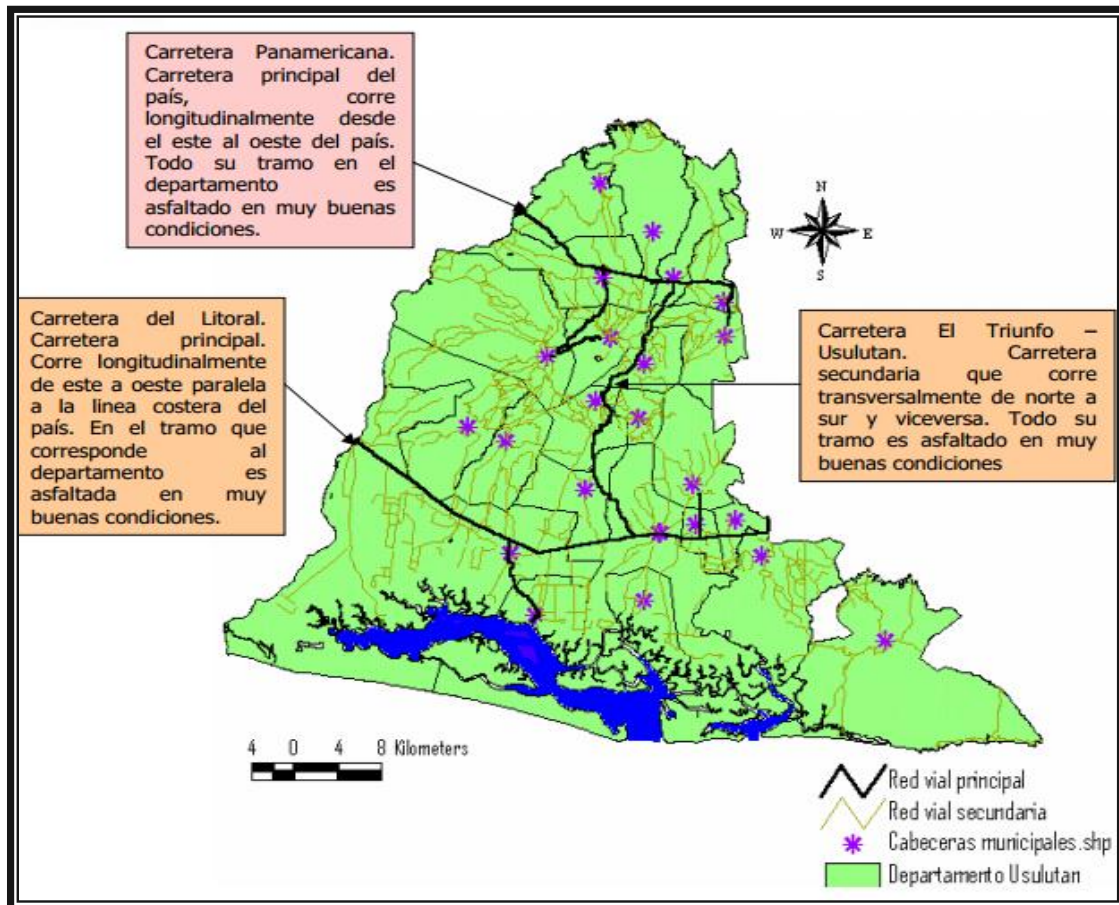 Carretera Panamericana.
Carretera principal del
país, corre
longitudinalmente desde
el este al oeste del país.
Todo su tramo en el
departamento es
asfaltado en muy buenas
condiciones.
N
W E
S
Carretera del Litoral.
Carretera principal.
Corre longitudinalmente
de este a oeste paralela
a la linea costera del
país. En el tramo que
corresponde al
departamento es
asfaltada en muy
buenas condiciones.
Carretera El Triunfo –
Usulutan. Carretera
secundaria que corre
transversalmente de norte a
sur y viceversa. Todo su
tramo es asfaltado en muy
buenas condiciones
4 0 4 8 Kilometers
Red vial principal
Red vial secundaria
Cabeceras municipales.shp
Departamento Usulutan